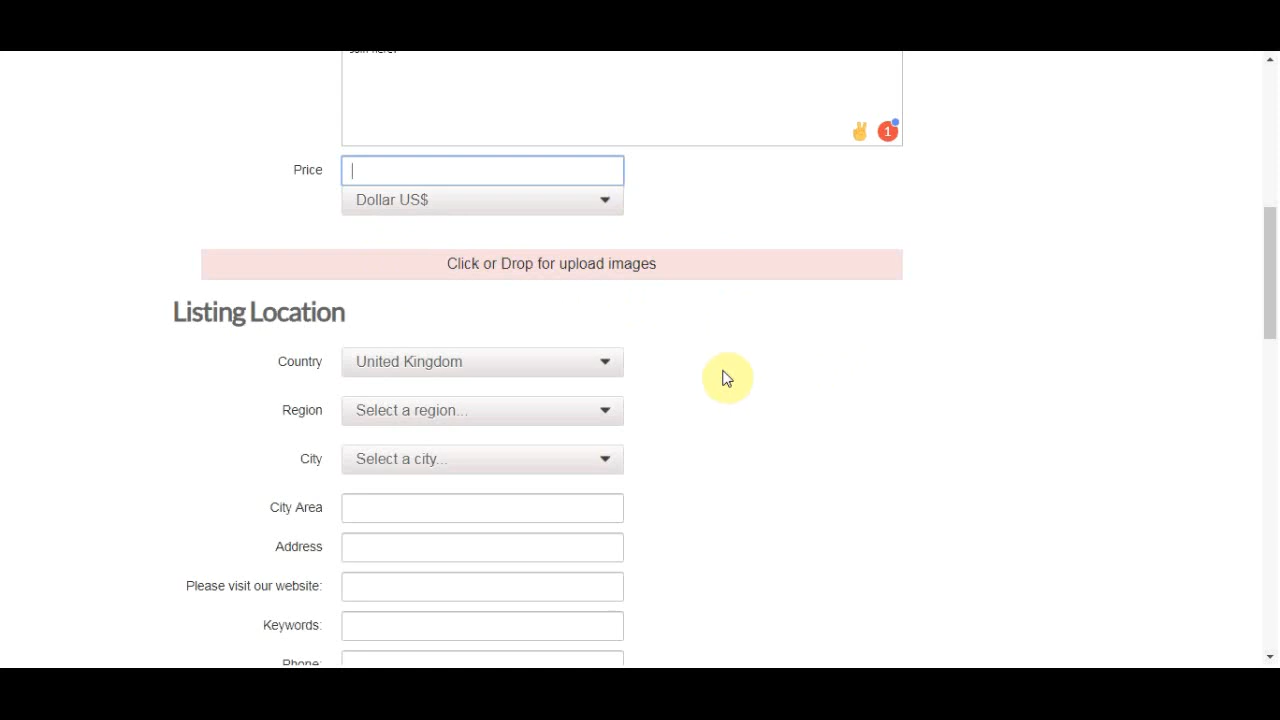 1
Price
Dollar US$
Click or Drop for upload images
Listing Location
Country United Kingdom
Region Select a region...
City Select a city...
City Area
Address
Please visit our website:
Keywords:
Phone: